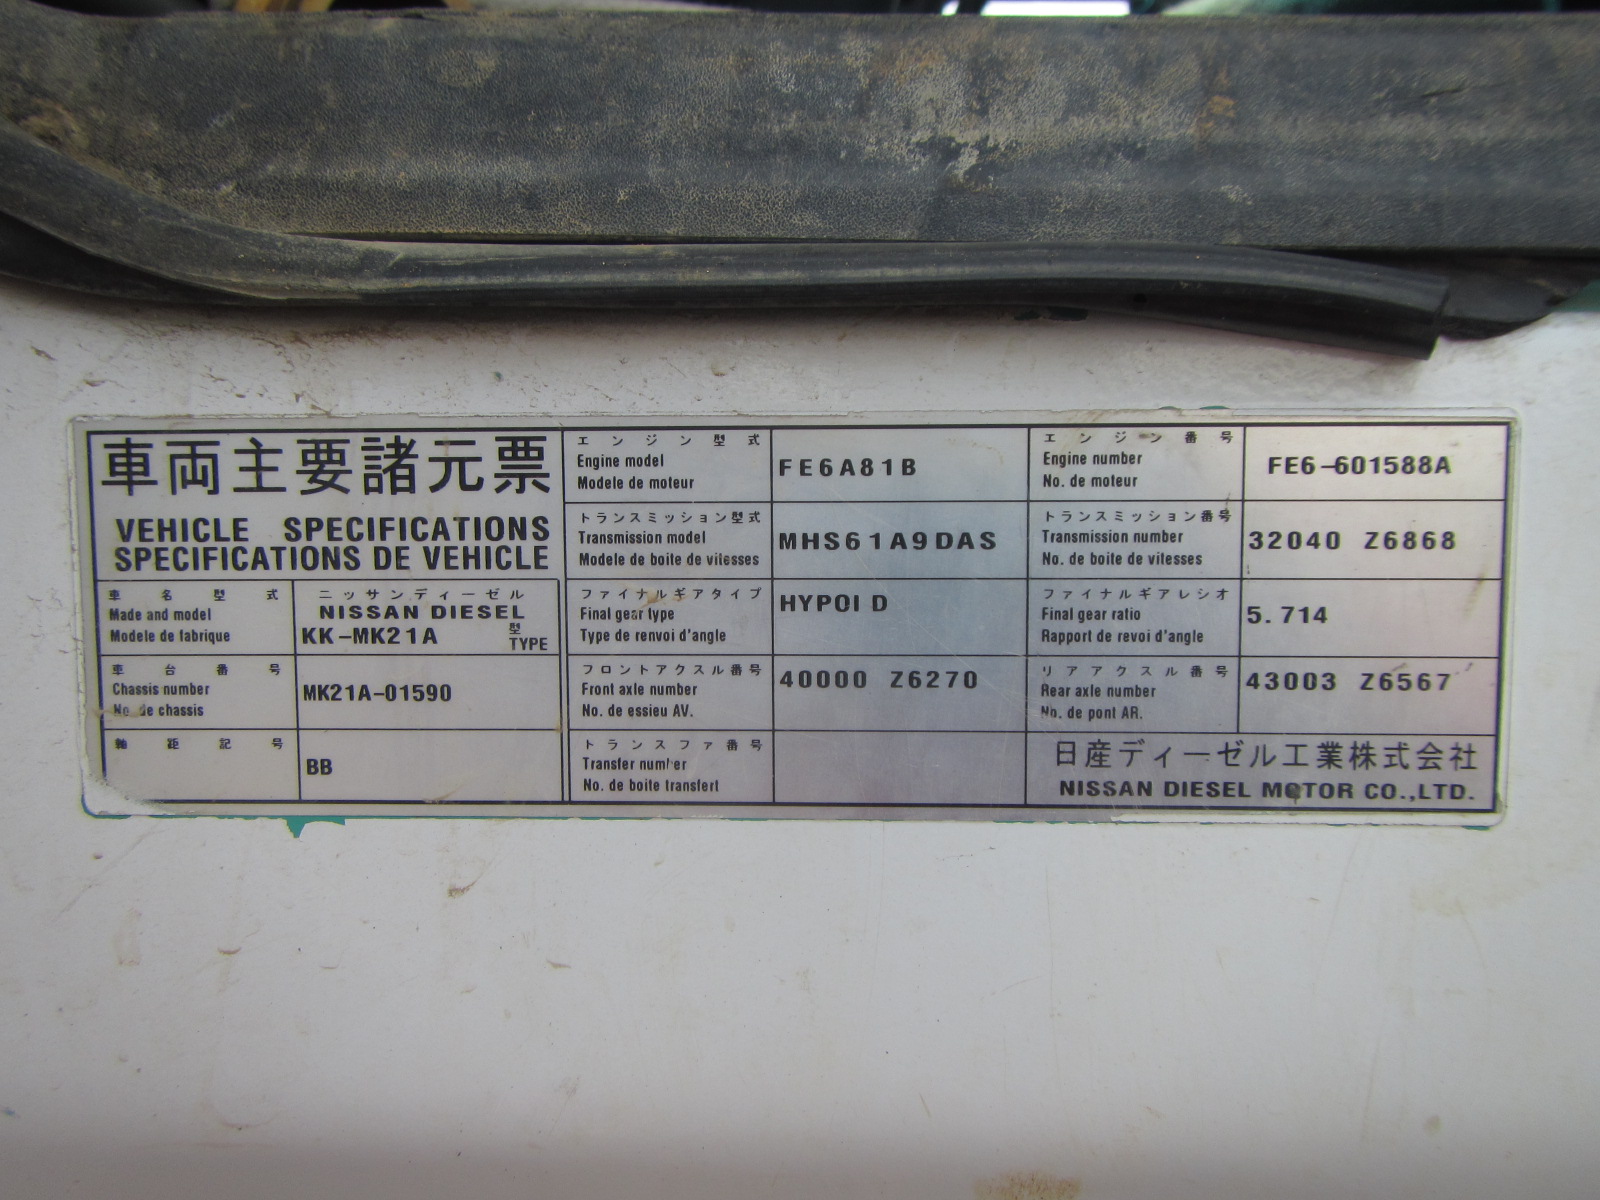 車両主要諸元票
VEHICLE SPECIFICATIONS
SPECIFICATIONS DE VEHICLE
車名型式
Made and model
Modele de fabrique
ニッサンディーゼル
NISSAN DIESEL
KK-MK21A
型
TYPE
車台番号
Chassis number
No. de chassis
MK21A-01590
軸距記号
BB
エンジン型式
Engine model
Modele de moteur
FE6A81B
エンジン番号
Engine number
No. de moteur
FE6-601588A
トランスミッション型式
Transmission model
Modele de boite de vitesses
MHS61A9DAS
トランスミッション番号
Transmission number
No. de boite de vitesses
32040 Z6868
ファイナルギアタイプ
Final gear type
Type de renvoi d'angle
HYPOID
ファイナルギアレシオ
Final gear ratio
Rapport de revoi d'angle
5.714
フロントアクスル番号
Front axle number
No. de essieu AV.
40000 Z6270
リアアクスル番号
Rear axle number
No. de pont AR.
43003 Z6567
トランスファ番号
Transfer number
No. de boite transfert
日産ディーゼル工業株式会社
NISSAN DIESEL MOTOR CO.,LTD.